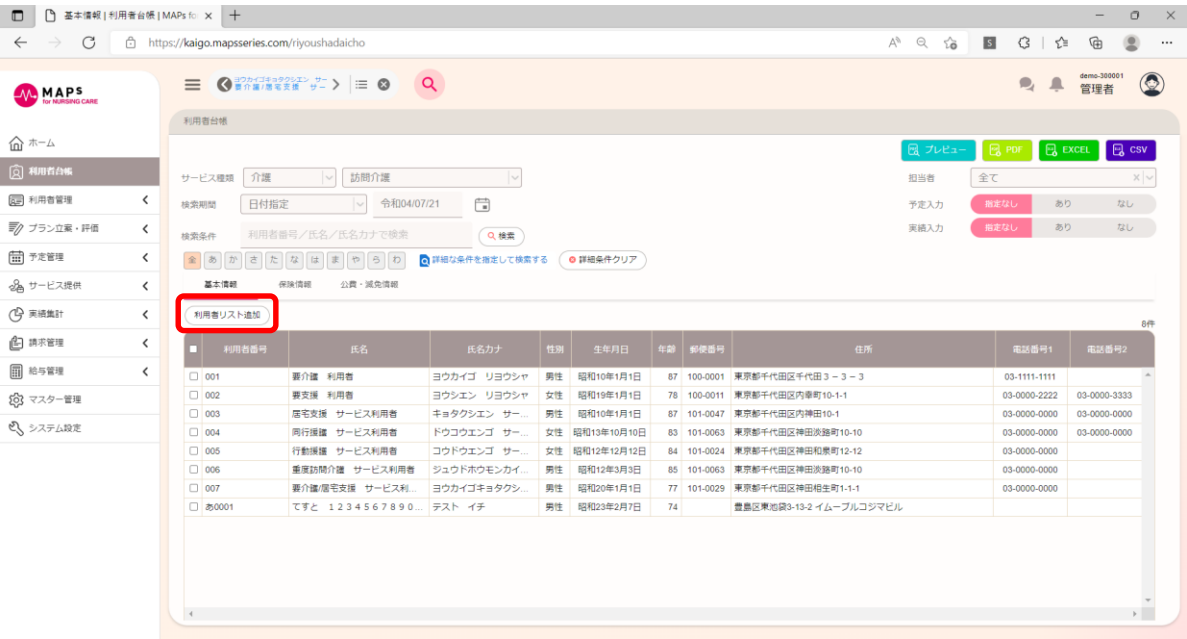 基本情報 | 利用者台帳 | MAPs fo
https://kaigo.mapsseries.com/riyoushadaicho
MAPS
for NURSING CARE
ヨウカイゴキョタクシエン サー
要介護/居宅支援 サー
demo-300001
管理者
ホーム
利用者台帳
利用者管理
プラン立案・評価
予定管理
サービス提供
実績集計
請求管理
給与管理
マスター管理
システム設定
利用者台帳
プレビュー PDF EXCEL CSV
サービス種類 介護 訪問介護 担当者 全て
検索期間 日付指定 令和04/07/21 予定入力 指定なし あり なし
検索条件 利用者番号/氏名/氏名カナで検索 検索 実績入力 指定なし あり なし
全 あ か さ た な は ま や ら わ 詳細な条件を指定して検索する 詳細条件クリア
基本情報 保険情報 公費・減免情報
利用者リスト追加
8件
利用者番号 氏名 氏名カナ 性別 生年月日 年齢 郵便番号 住所 電話番号1 電話番号2
001 要介護 利用者 ヨウカイゴ リヨウシャ 男性 昭和10年1月1日 87 100-0001 東京都千代田区千代田3-3-3 03-1111-1111
002 要支援 利用者 ヨウシエン リヨウシャ 女性 昭和19年1月1日 78 100-0011 東京都千代田区内幸町10-1-1 03-0000-2222 03-0000-3333
003 居宅支援 サービス利用者 キョタクシエン サー... 男性 昭和10年1月1日 87 101-0047 東京都千代田区内神田10-1 03-0000-0000 03-0000-0000
004 同行援護 サービス利用者 ドウコウエンゴ サー... 女性 昭和13年10月10日 83 101-0063 東京都千代田区神田淡路町10-10 03-0000-0000 03-0000-0000
005 行動援護 サービス利用者 コウドウエンゴ サー... 女性 昭和12年12月12日 84 101-0024 東京都千代田区神田和泉町12-12 03-0000-0000
006 重度訪問介護 サービス利用者 ジュウドホウモンカイ... 男性 昭和12年3月3日 85 101-0063 東京都千代田区神田淡路町10-10 03-0000-0000
007 要介護/居宅支援 サービス利... ヨウカイゴキョタクシ... 男性 昭和20年1月1日 77 101-0029 東京都千代田区神田相生町1-1-1 03-0000-0000
あ0001 てすと 1234567890... テスト イチ 男性 昭和23年2月7日 74 豊島区東池袋3-13-2 イムーブルコジマビル